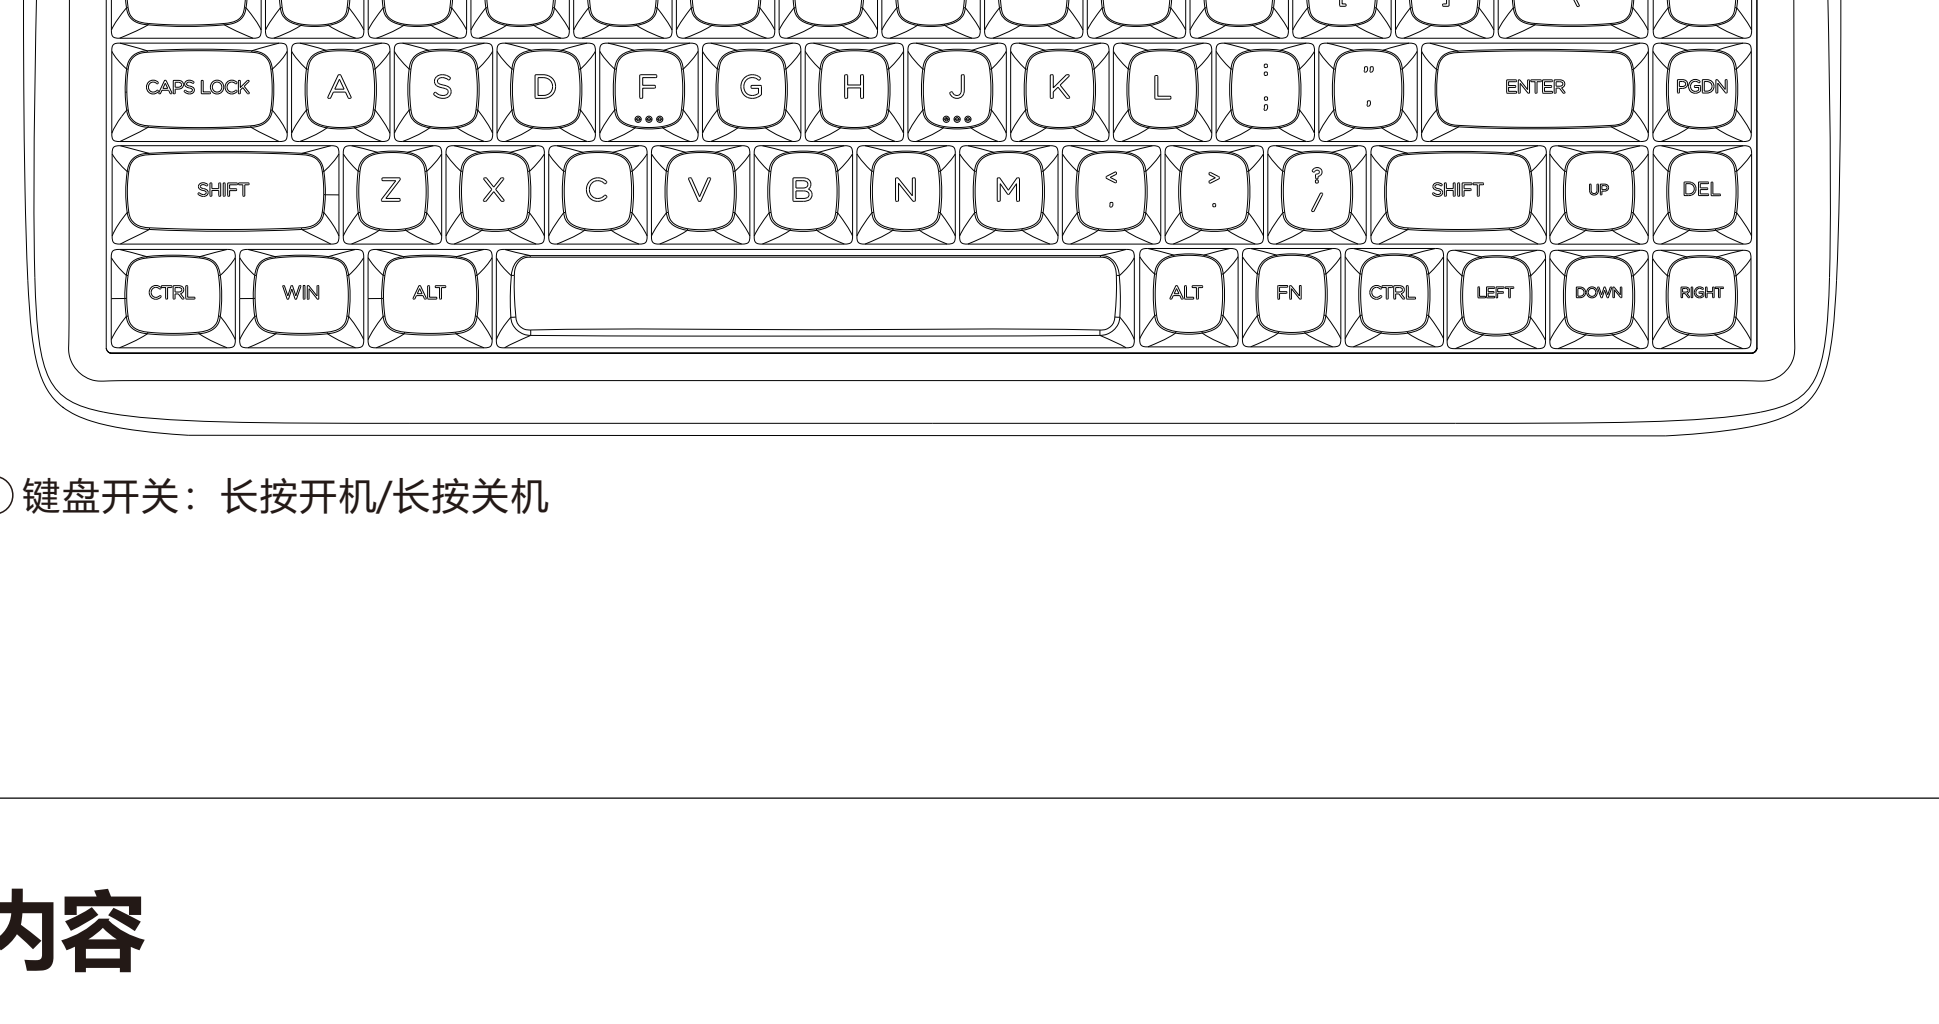 [ ] \
CAPS LOCK A S D F G H J K L : ; " ' ENTER PGDN
SHIFT Z X C V B N M < , > . ? / SHIFT UP DEL
CTRL WIN ALT ALT FN CTRL LEFT DOWN RIGHT
键盘开关：长按开机/长按关机
内容